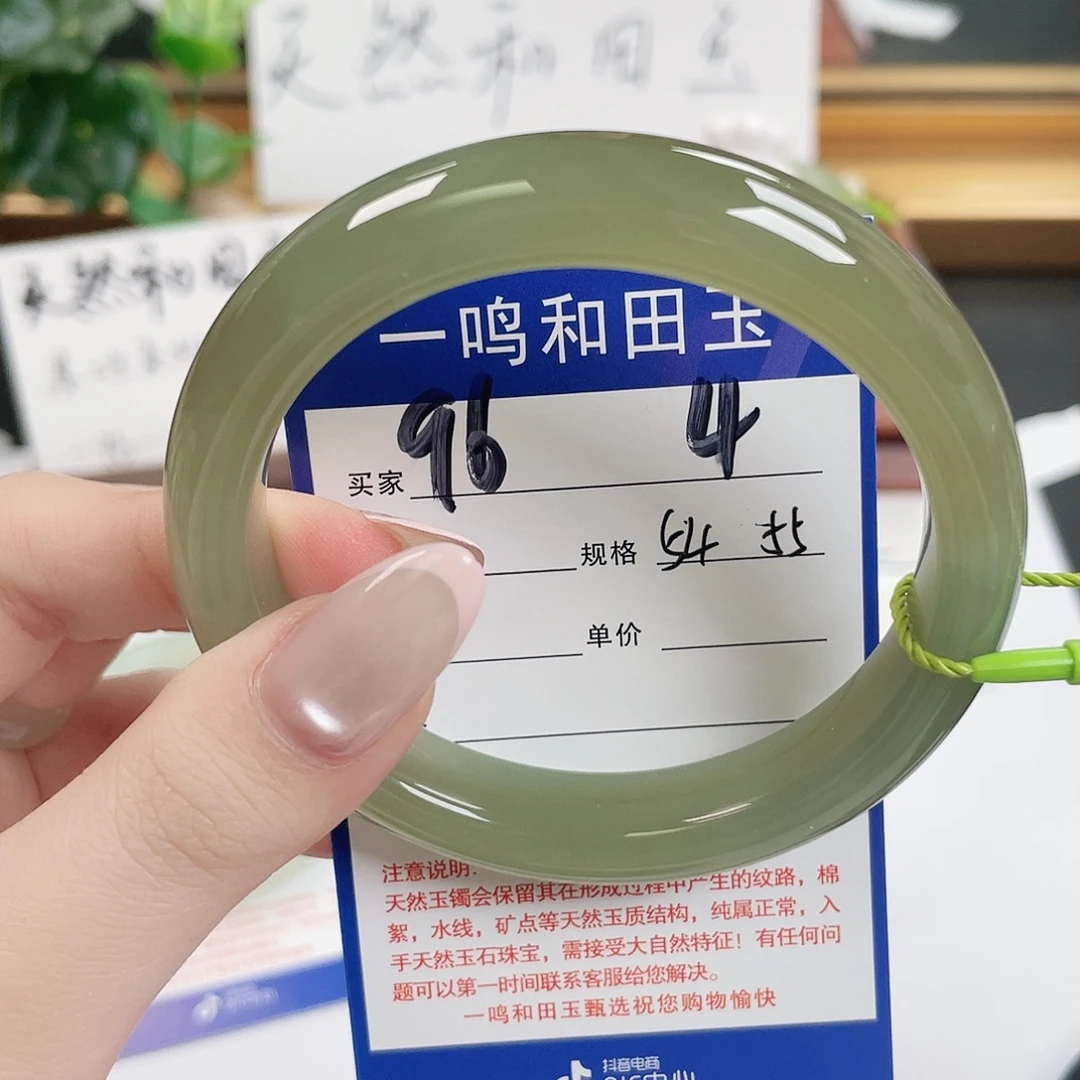 天然和田玉
天然和田
一鸣和田玉
买家 96 4
规格 55
单价
注意说明:
天然玉镯会保留其在形成过程中产生的纹路，棉
絮，水线，矿点等天然玉质结构，纯属正常，入
手天然玉石珠宝，需接受大自然特征！有任何问
题可以第一时间联系客服给您解决。
一鸣和田玉甄选祝您购物愉快
抖音电商